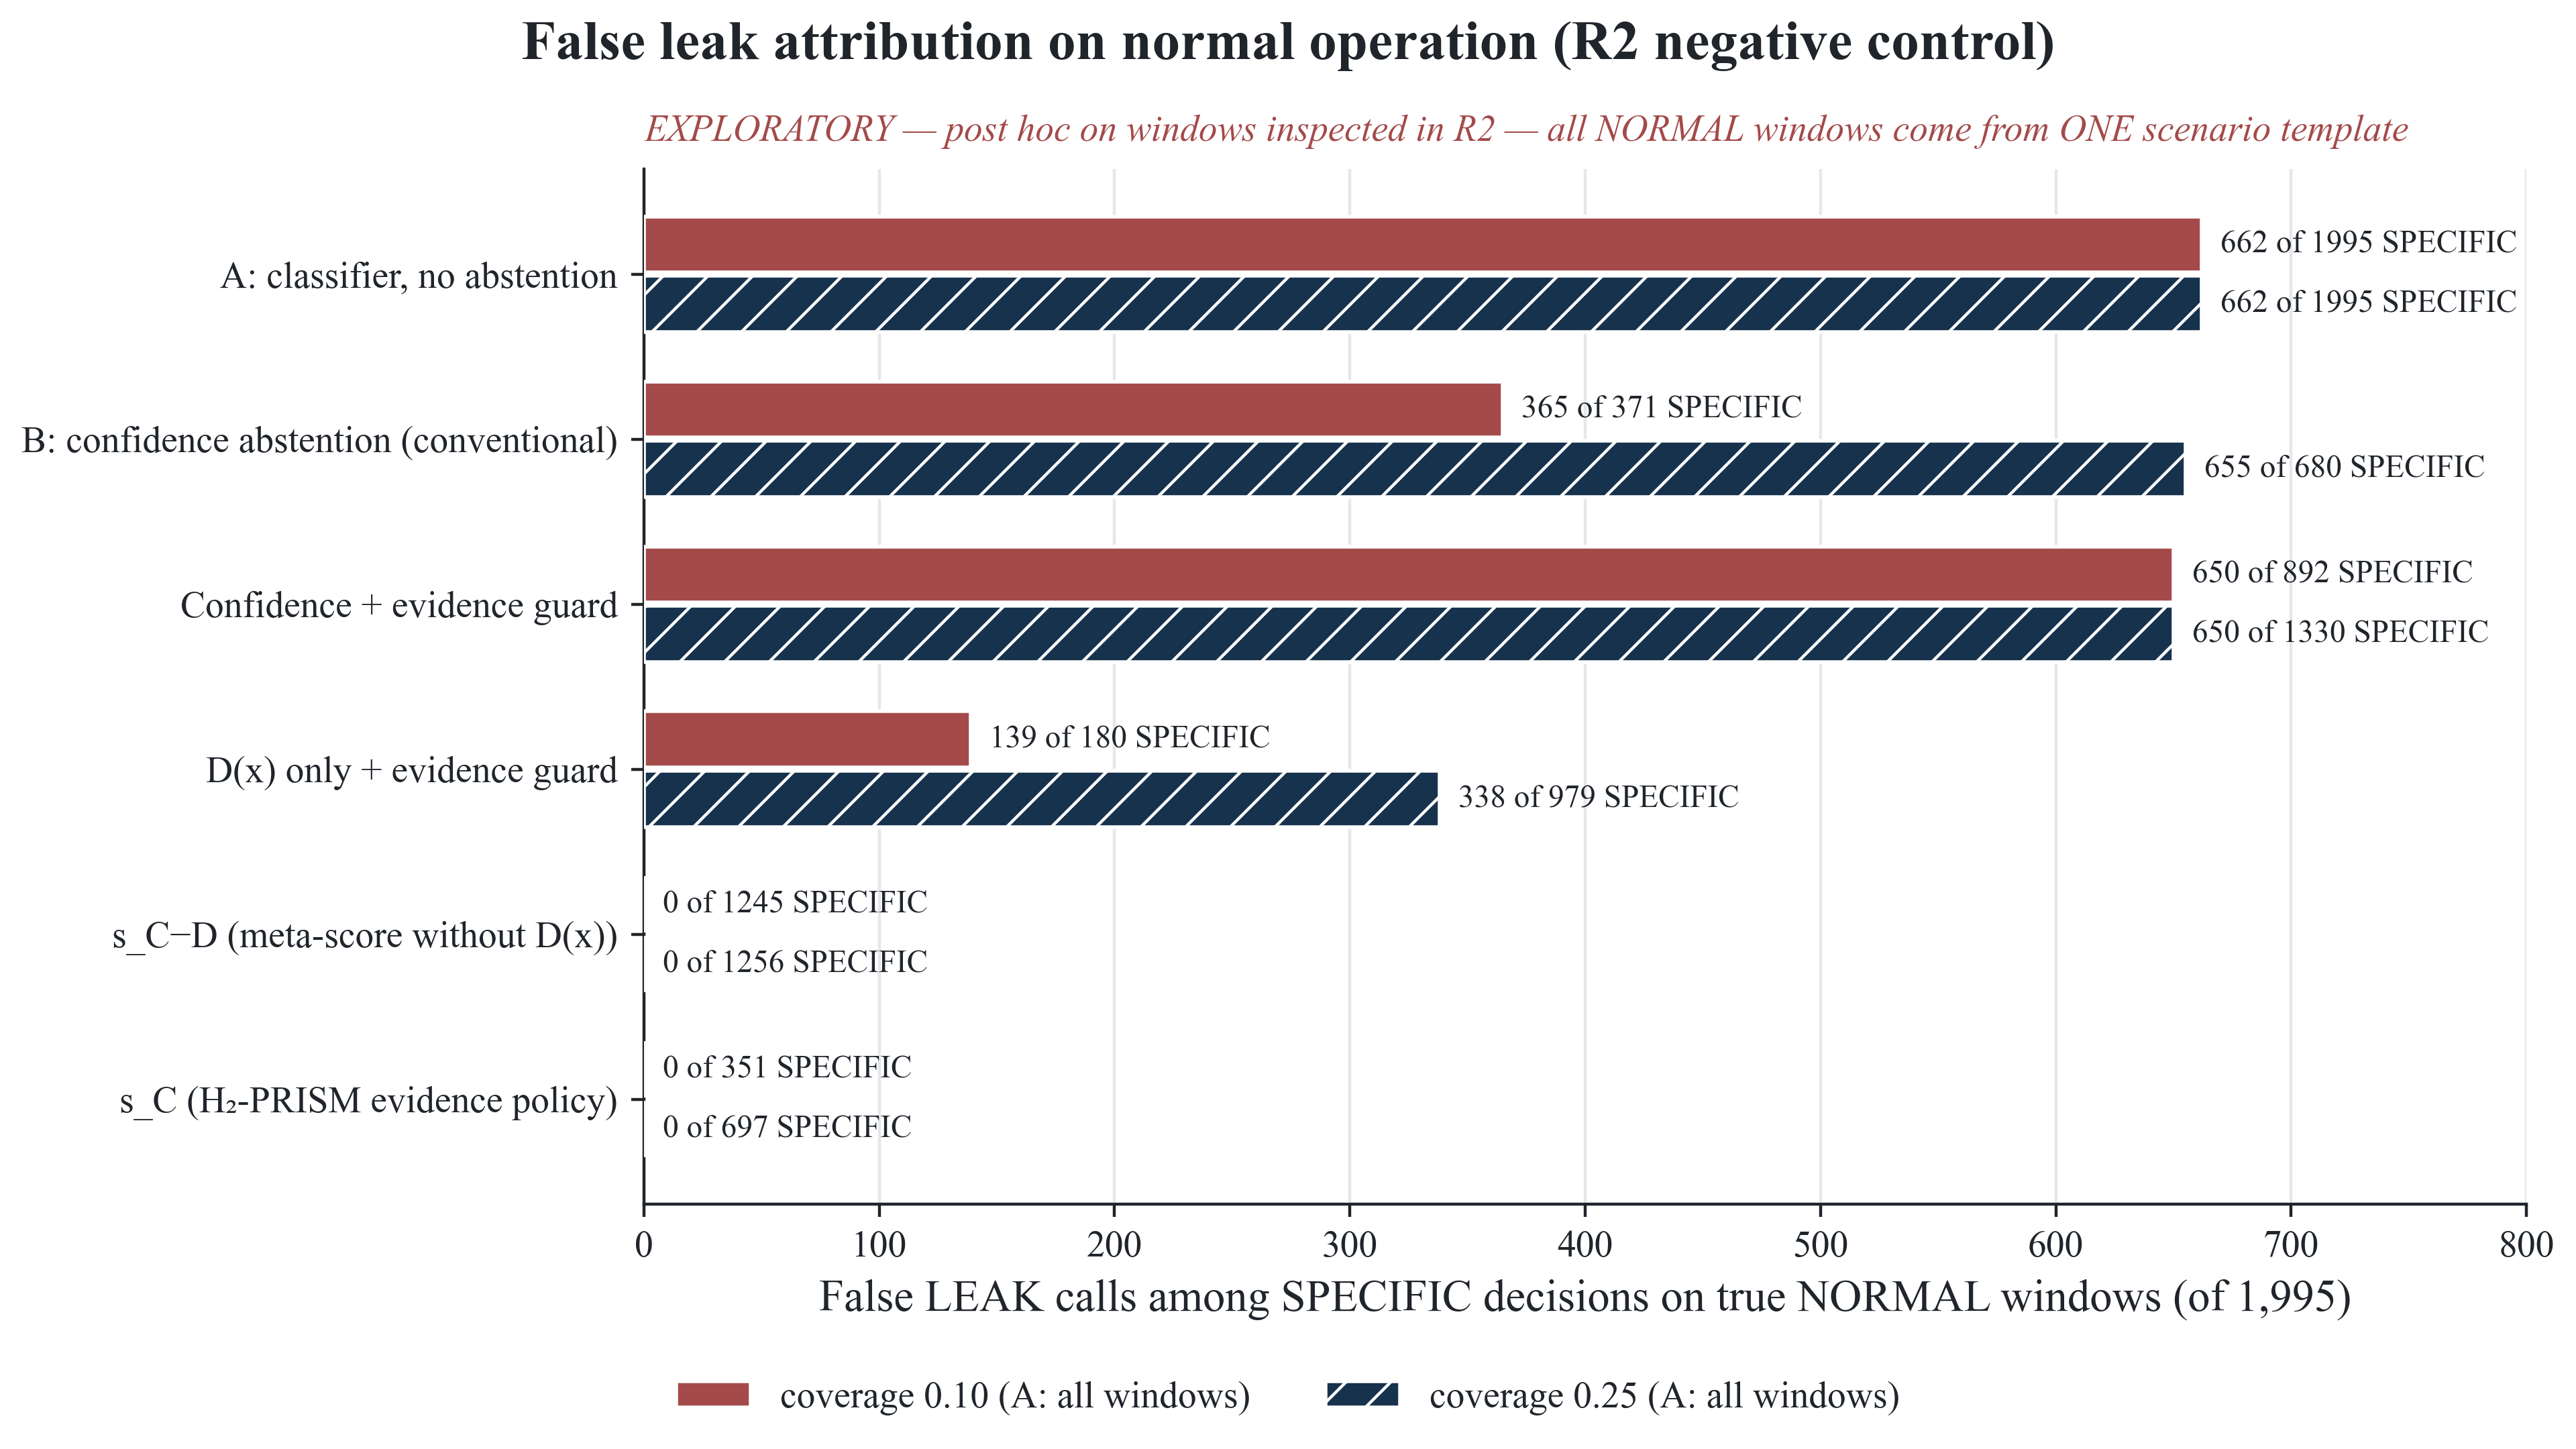 False leak attribution on normal operation (R2 negative control)
EXPLORATORY — post hoc on windows inspected in R2 — all NORMAL windows come from ONE scenario template
A: classifier, no abstention
662 of 1995 SPECIFIC
662 of 1995 SPECIFIC
B: confidence abstention (conventional)
365 of 371 SPECIFIC
655 of 680 SPECIFIC
Confidence + evidence guard
650 of 892 SPECIFIC
650 of 1330 SPECIFIC
D(x) only + evidence guard
139 of 180 SPECIFIC
338 of 979 SPECIFIC
s_C−D (meta-score without D(x))
0 of 1245 SPECIFIC
0 of 1256 SPECIFIC
s_C (H₂-PRISM evidence policy)
0 of 351 SPECIFIC
0 of 697 SPECIFIC
0 100 200 300 400 500 600 700 800
False LEAK calls among SPECIFIC decisions on true NORMAL windows (of 1,995)
coverage 0.10 (A: all windows) coverage 0.25 (A: all windows)